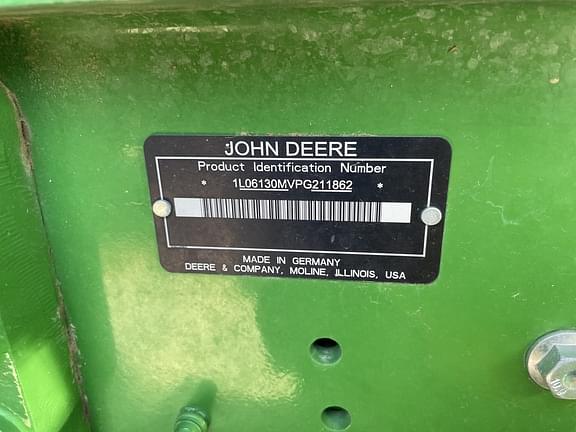 JOHN DEERE
Product Identification Number
* 1L06130MVPG211862 *
MADE IN GERMANY
DEERE & COMPANY, MOLINE, ILLINOIS, USA